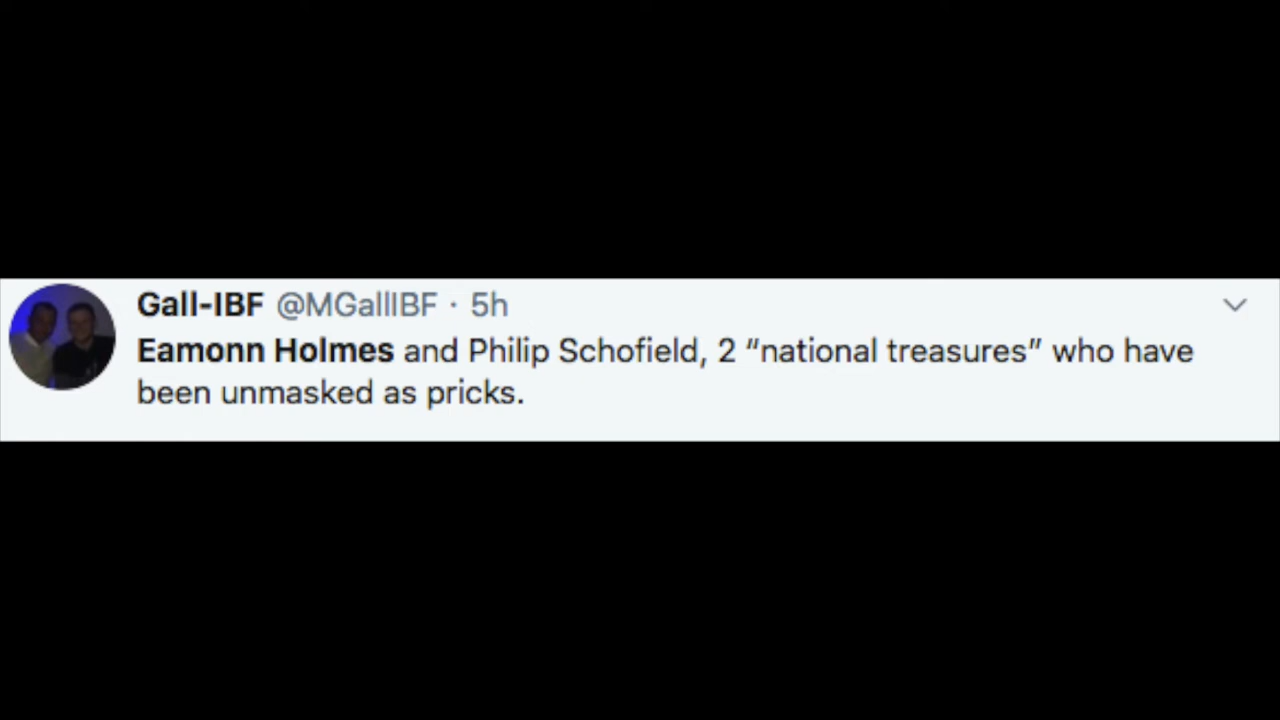 Gall-IBF @MGallIBF · 5h
Eamonn Holmes and Philip Schofield, 2 “national treasures” who have
been unmasked as pricks.